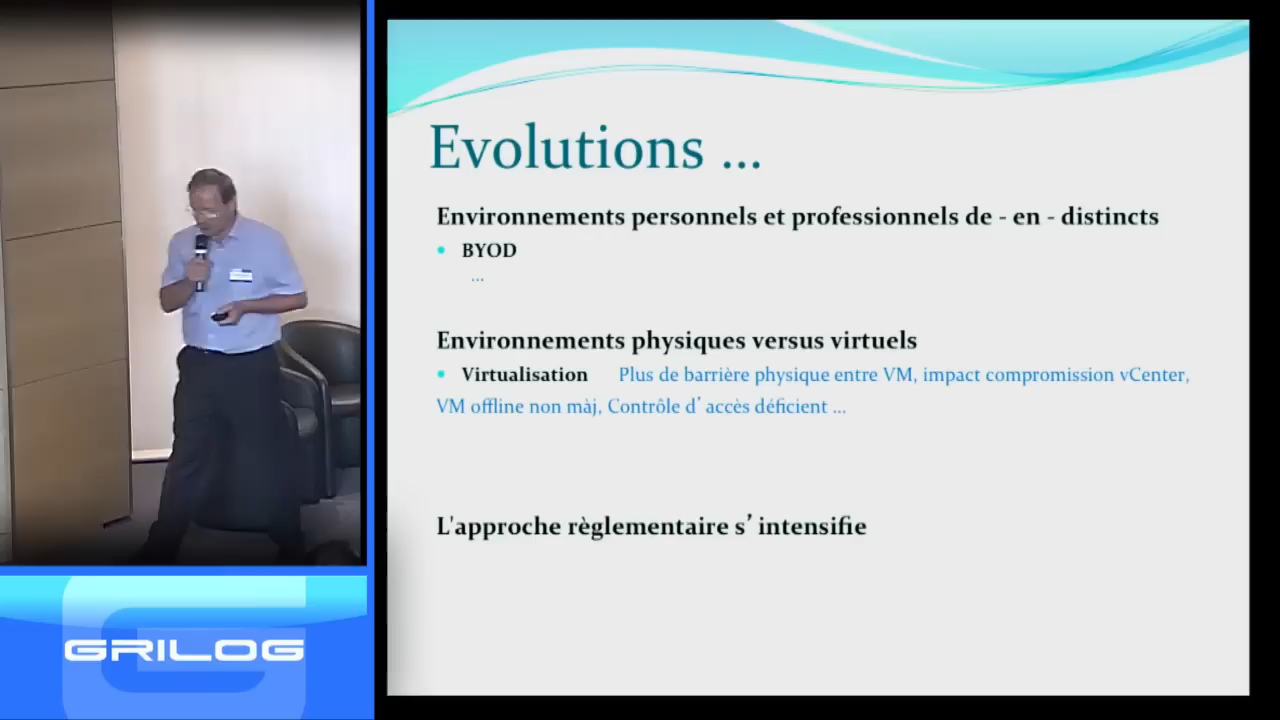 Evolutions ...
Environnements personnels et professionnels de - en - distincts
• BYOD
...
Environnements physiques versus virtuels
• Virtualisation Plus de barrière physique entre VM, impact compromission vCenter,
VM offline non màj, Contrôle d’ accès déficient ...
L'approche règlementaire s’ intensifie
GRILOG